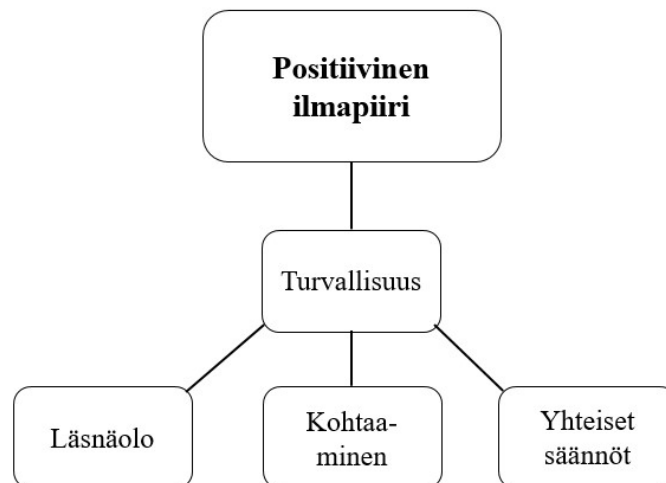 Positiivinen
ilmapiiri
Turvallisuus
Läsnäolo
Kohtaa-
minen
Yhteiset
säännöt